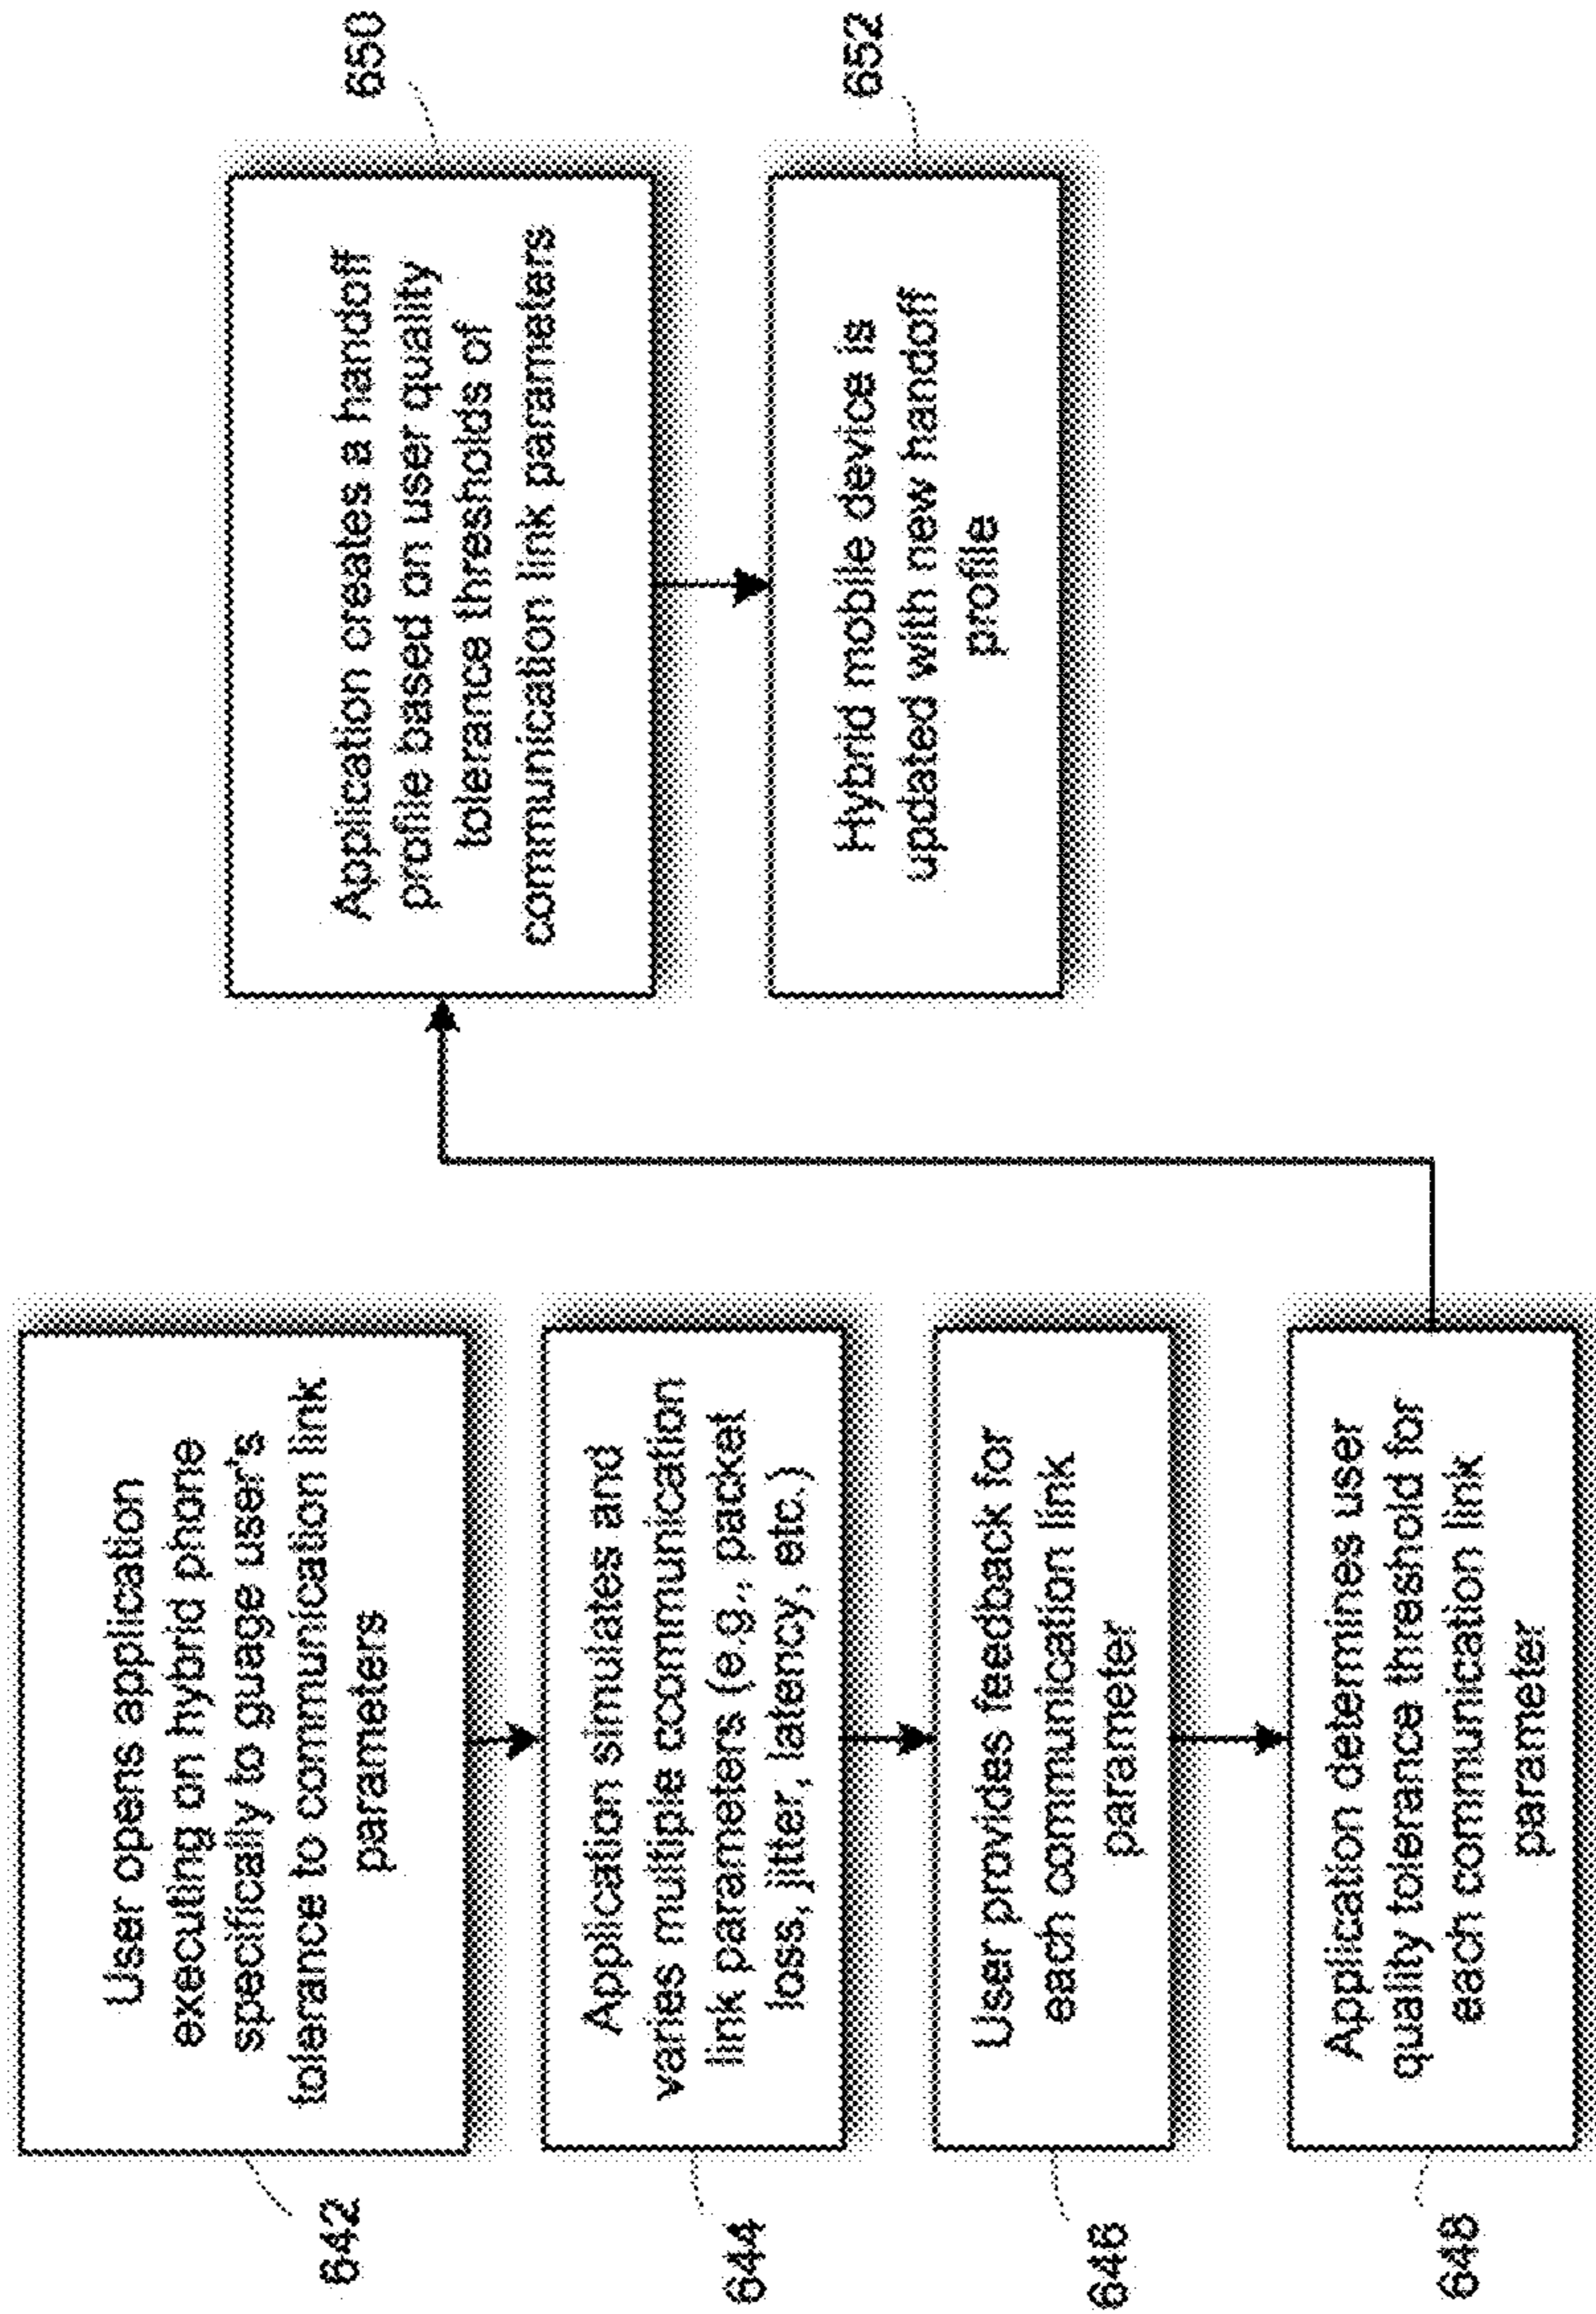 User opens application
executing on hybrid phone
specifically to guage user's
tolerance to communication link
parameters
642
Application simulates and
varies multiple coommunication
link parameters (e.g., packet
loss, jitter, latency, etc.)
644
User provides feedback for
each communication link
parameter
646
Application determines user
quality tolerance threshold for
each communication link
parameter
648
Application creates a handoff
profile based on user quality
tolerance thresholds of
communication link parameters
650
Hybrid mobile device is
updated with new handoff
profile
652